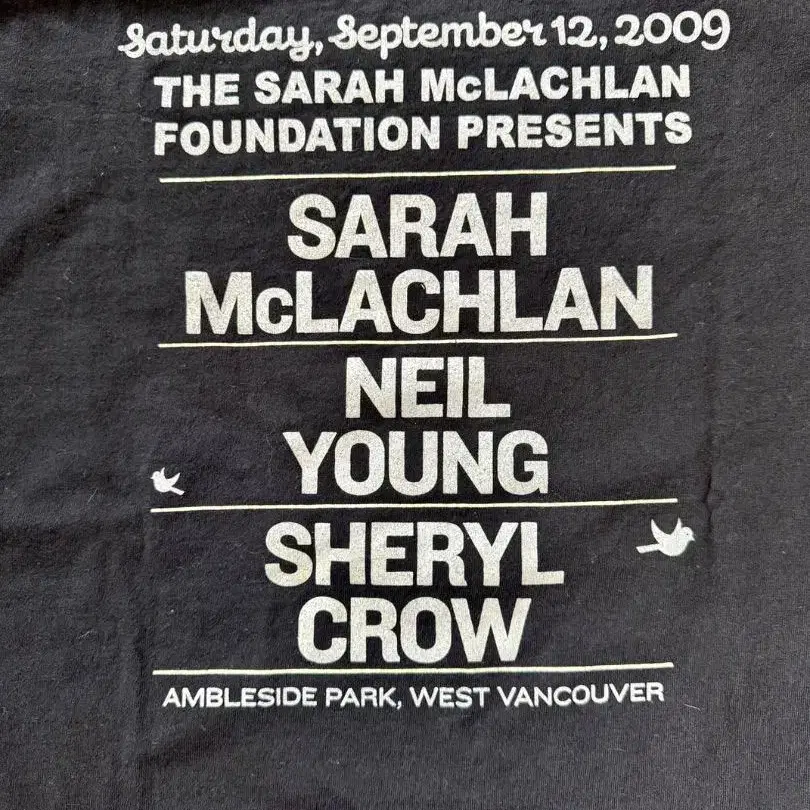 Saturday, September 12, 2009
THE SARAH McLACHLAN
FOUNDATION PRESENTS
SARAH
McLACHLAN
NEIL
YOUNG
SHERYL
CROW
AMBLESIDE PARK, WEST VANCOUVER